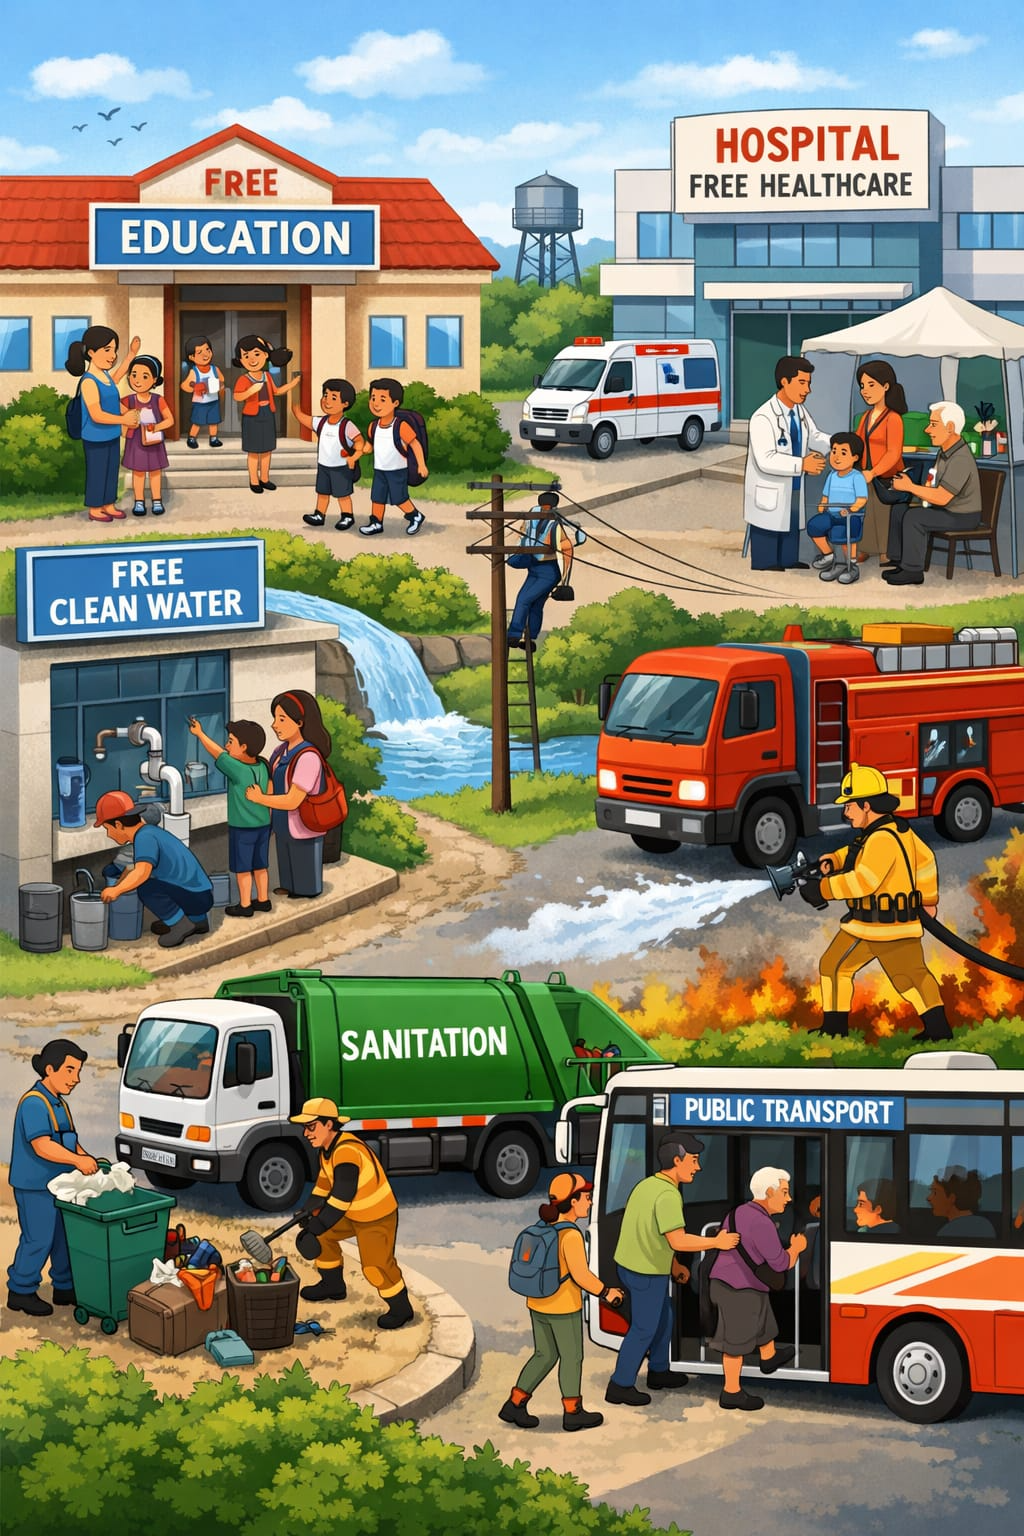 FREE
EDUCATION
HOSPITAL
FREE HEALTHCARE
FREE
CLEAN WATER
SANITATION
PUBLIC TRANSPORT